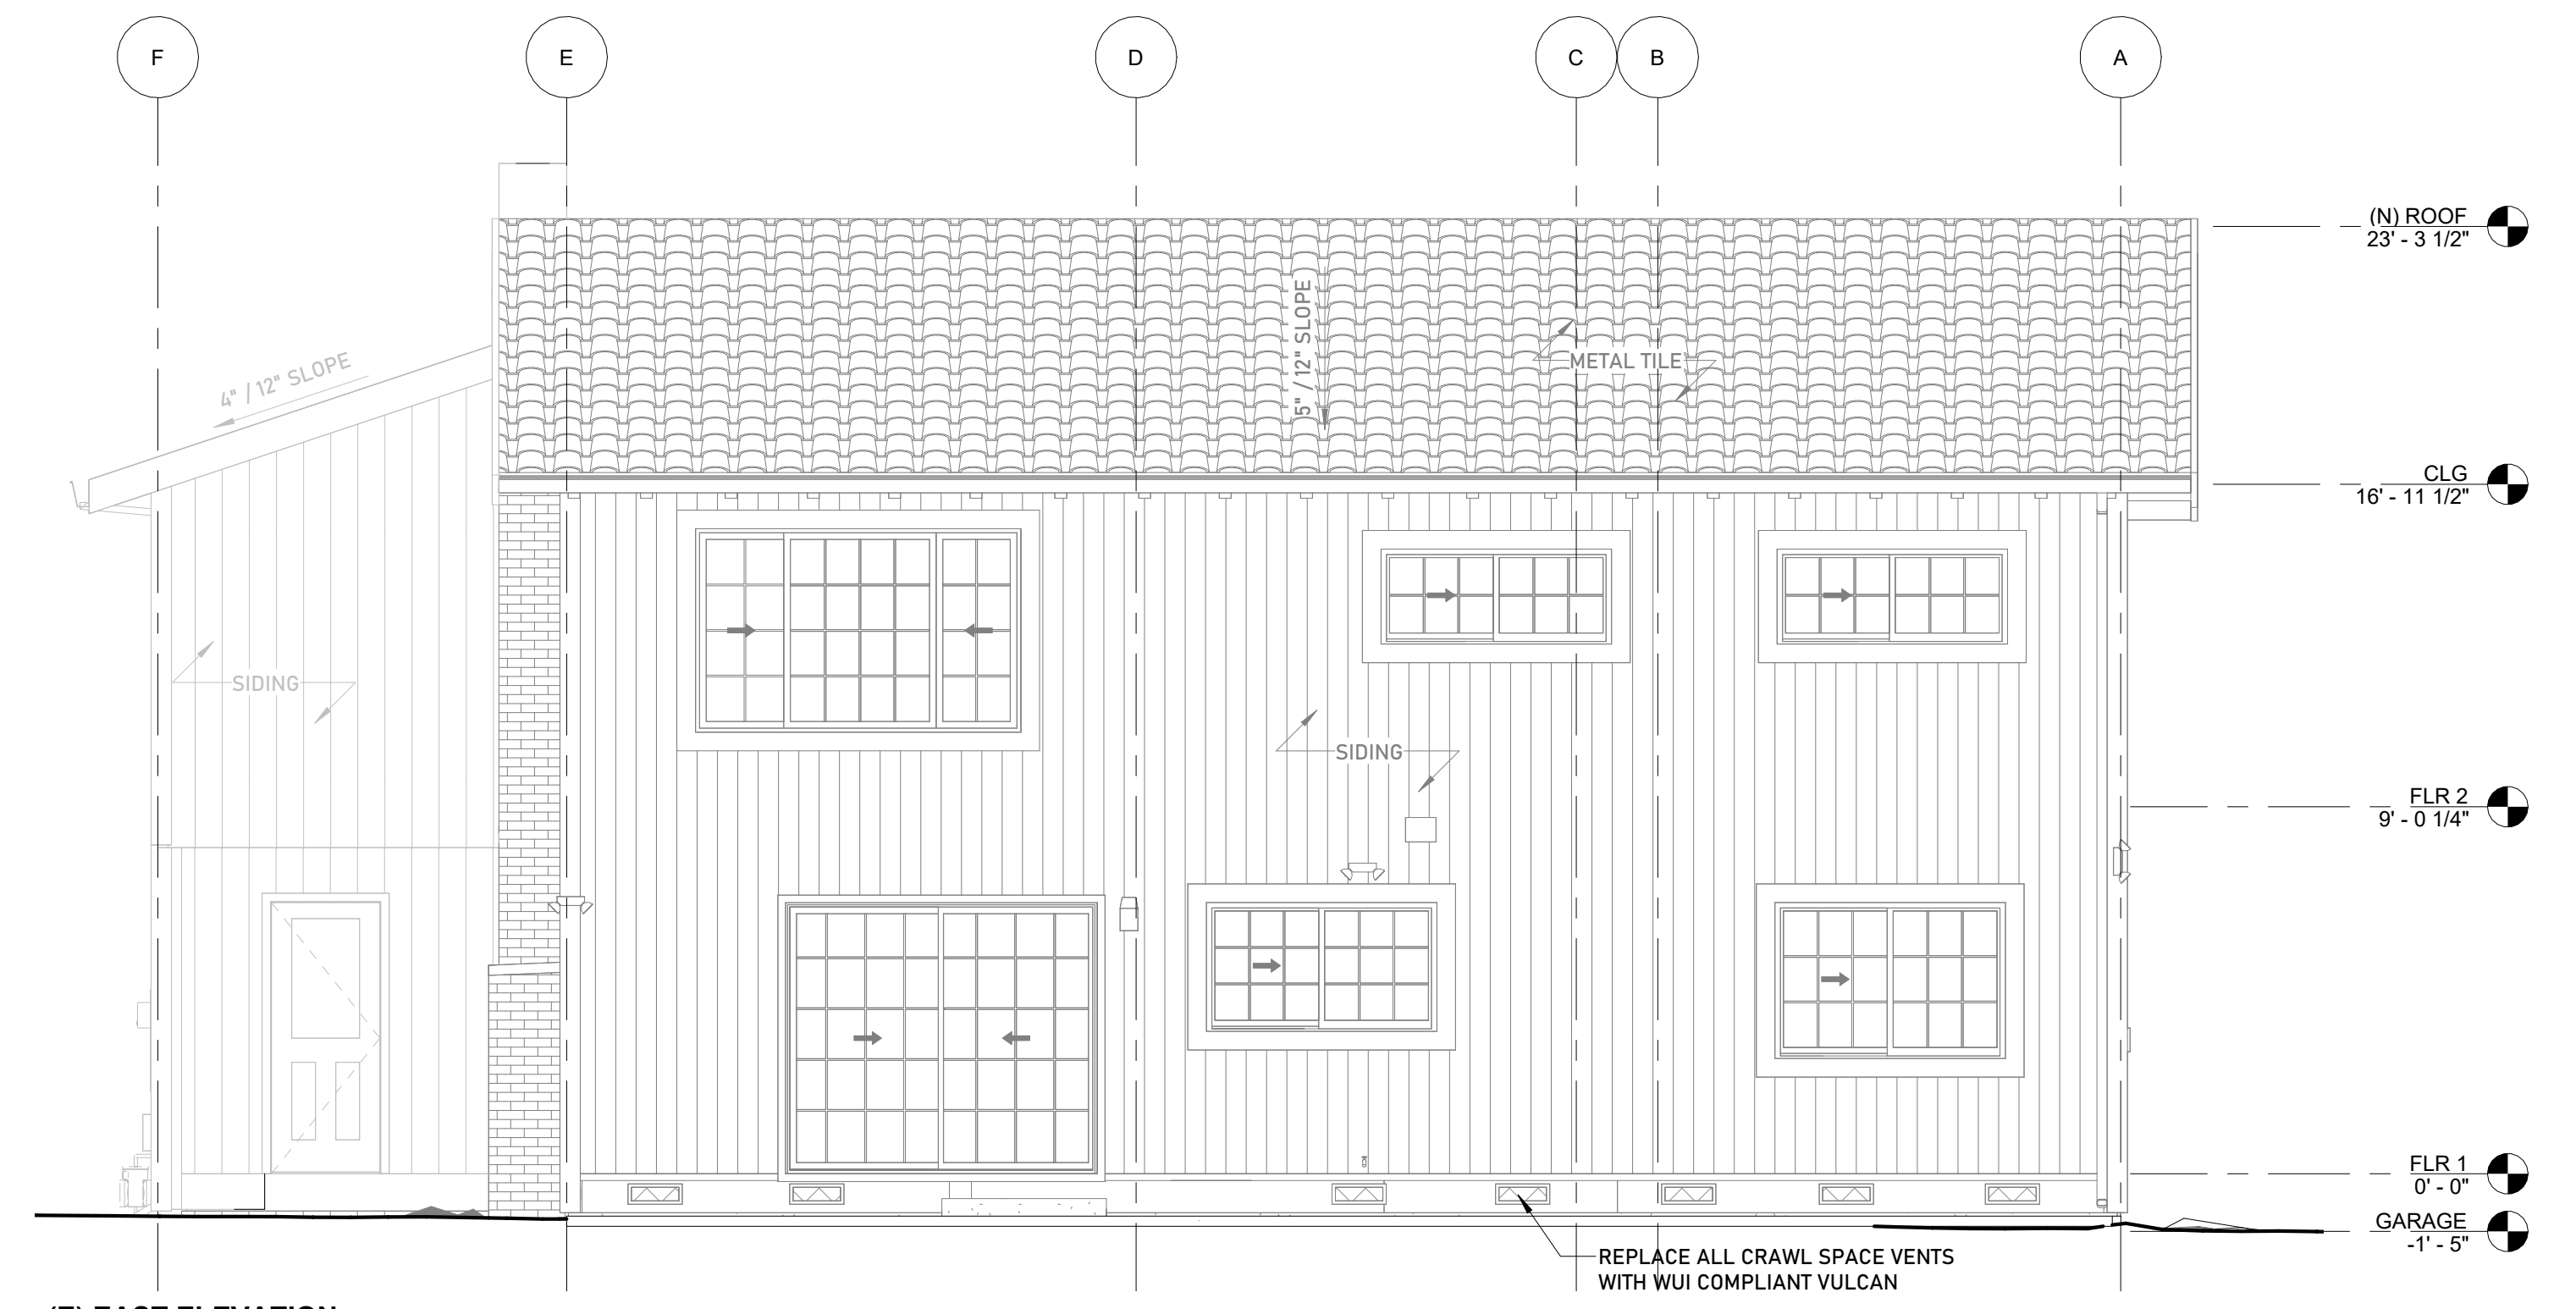 F
E
D
C
B
A
(N) ROOF
23' - 3 1/2"
5" / 12" SLOPE
4" / 12" SLOPE
METAL TILE
CLG
16' - 11 1/2"
SIDING
SIDING
FLR 2
9' - 0 1/4"
FLR 1
0' - 0"
GARAGE
-1' - 5"
REPLACE ALL CRAWL SPACE VENTS
WITH WUI COMPLIANT VULCAN
EAST ELEVATION